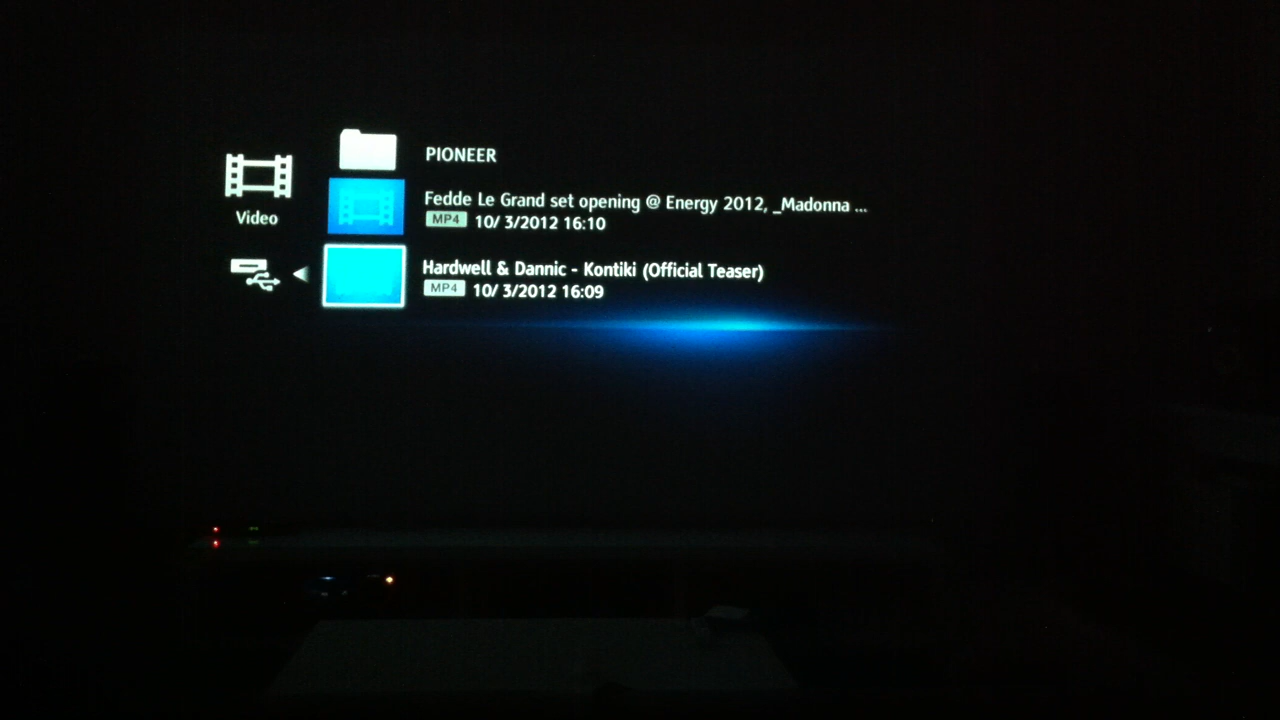 PIONEER
Video
Fedde Le Grand set opening @ Energy 2012, _Madonna ...
MP4 10/ 3/2012 16:10
Hardwell & Dannic - Kontiki (Official Teaser)
MP4 10/ 3/2012 16:09